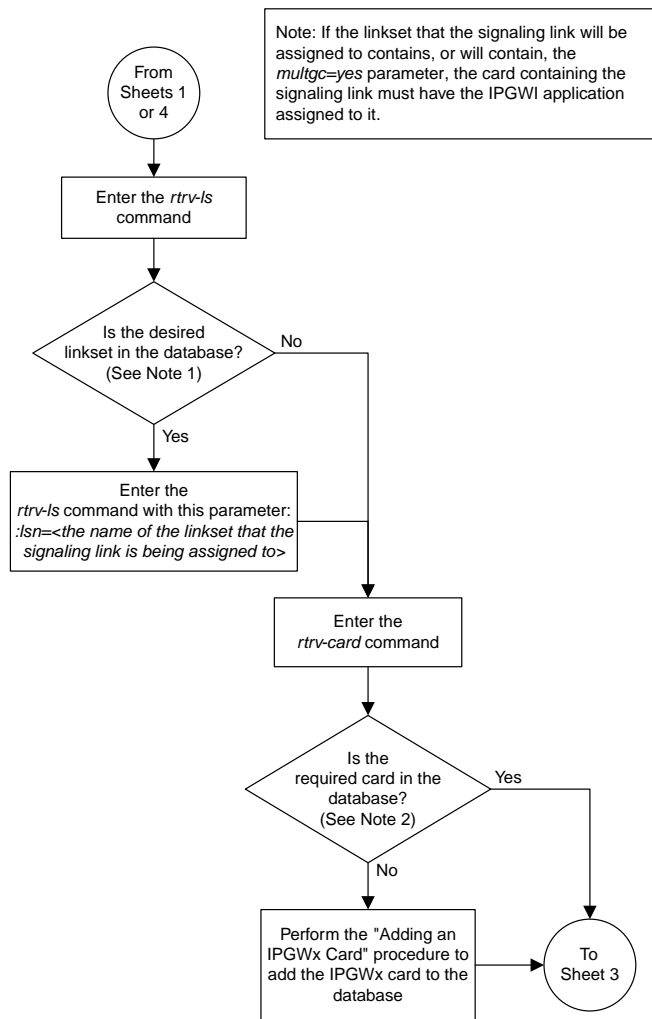 Note: If the linkset that the signaling link will be
assigned to contains, or will contain, the
multgc=yes parameter, the card containing the
signaling link must have the IPGWI application
assigned to it.
From
Sheets 1
or 4
Enter the rtrv-ls
command
Is the desired
linkset in the database?
(See Note 1)
No
Yes
Enter the
rtrv-ls command with this parameter:
:lsn=<the name of the linkset that the
signaling link is being assigned to>
Enter the
rtrv-card command
Is the
required card in the
database?
(See Note 2)
Yes
No
Perform the "Adding an
IPGWx Card" procedure to
add the IPGWx card to the
database
To
Sheet 3